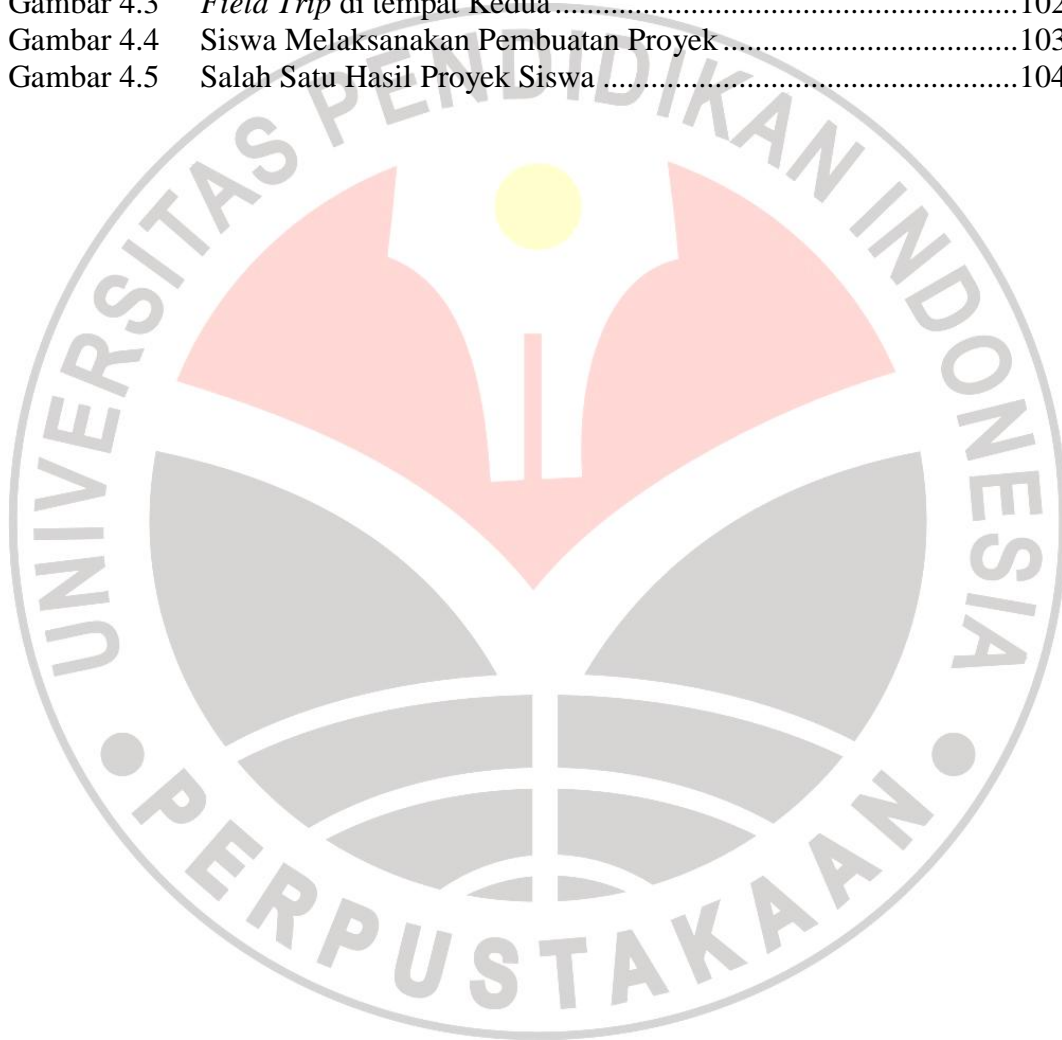 Gambar 4.3 Field Trip di tempat Kedua....................................................................102
Gambar 4.4 Siswa Melaksanakan Pembuatan Proyek....................................103
Gambar 4.5 Salah Satu Hasil Proyek Siswa ...................................................104
UNIVERSITAS PENDIDIKAN INDONESIA
PERPUSTAKAAN